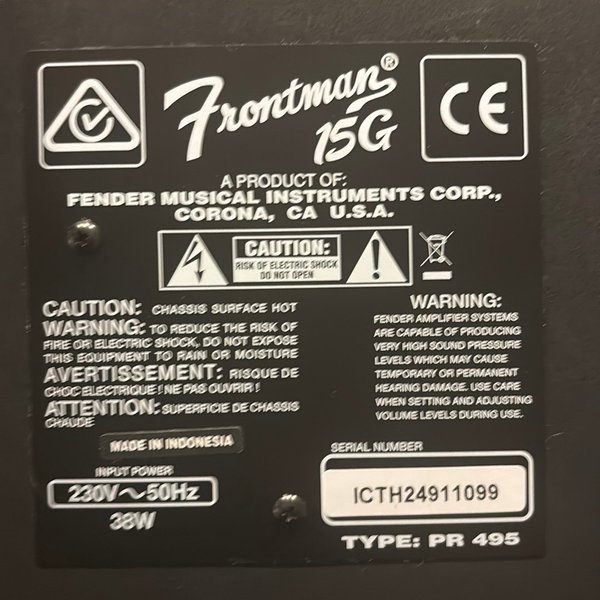 Frontman®
15G
CE
A PRODUCT OF:
FENDER MUSICAL INSTRUMENTS CORP.,
CORONA, CA U.S.A.
CAUTION:
RISK OF ELECTRIC SHOCK
DO NOT OPEN
CAUTION: CHASSIS SURFACE HOT
WARNING: TO REDUCE THE RISK OF
FIRE OR ELECTRIC SHOCK, DO NOT EXPOSE
THIS EQUIPMENT TO RAIN OR MOISTURE
AVERTISSEMENT: RISQUE DE
CHOC ELECTRIQUE ! NE PAS OUVRIR !
ATTENTION: SUPERFICIE DE CHASSIS
CHAUDE
WARNING:
FENDER AMPLIFIER SYSTEMS
ARE CAPABLE OF PRODUCING
VERY HIGH SOUND PRESSURE
LEVELS WHICH MAY CAUSE
TEMPORARY OR PERMANENT
HEARING DAMAGE. USE CARE
WHEN SETTING AND ADJUSTING
VOLUME LEVELS DURING USE.
MADE IN INDONESIA
INPUT POWER
230V~50Hz
38W
SERIAL NUMBER
ICTH24911099
TYPE: PR 495